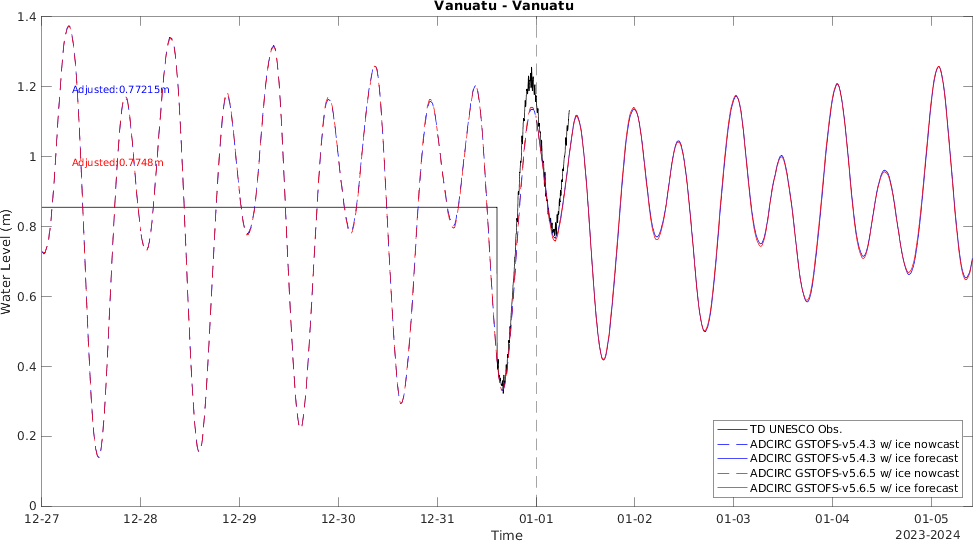 Vanuatu - Vanuatu
1.4
1.2
1
0.8
0.6
0.4
0.2
0
Water Level (m)
Adjusted:0.77215m
Adjusted:0.7748m
TD UNESCO Obs.
ADCIRC GSTOFS-v5.4.3 w/ ice nowcast
ADCIRC GSTOFS-v5.4.3 w/ ice forecast
ADCIRC GSTOFS-v5.6.5 w/ ice nowcast
ADCIRC GSTOFS-v5.6.5 w/ ice forecast
12-27 12-28 12-29 12-30 12-31 01-01 01-02 01-03 01-04 01-05
Time
2023-2024